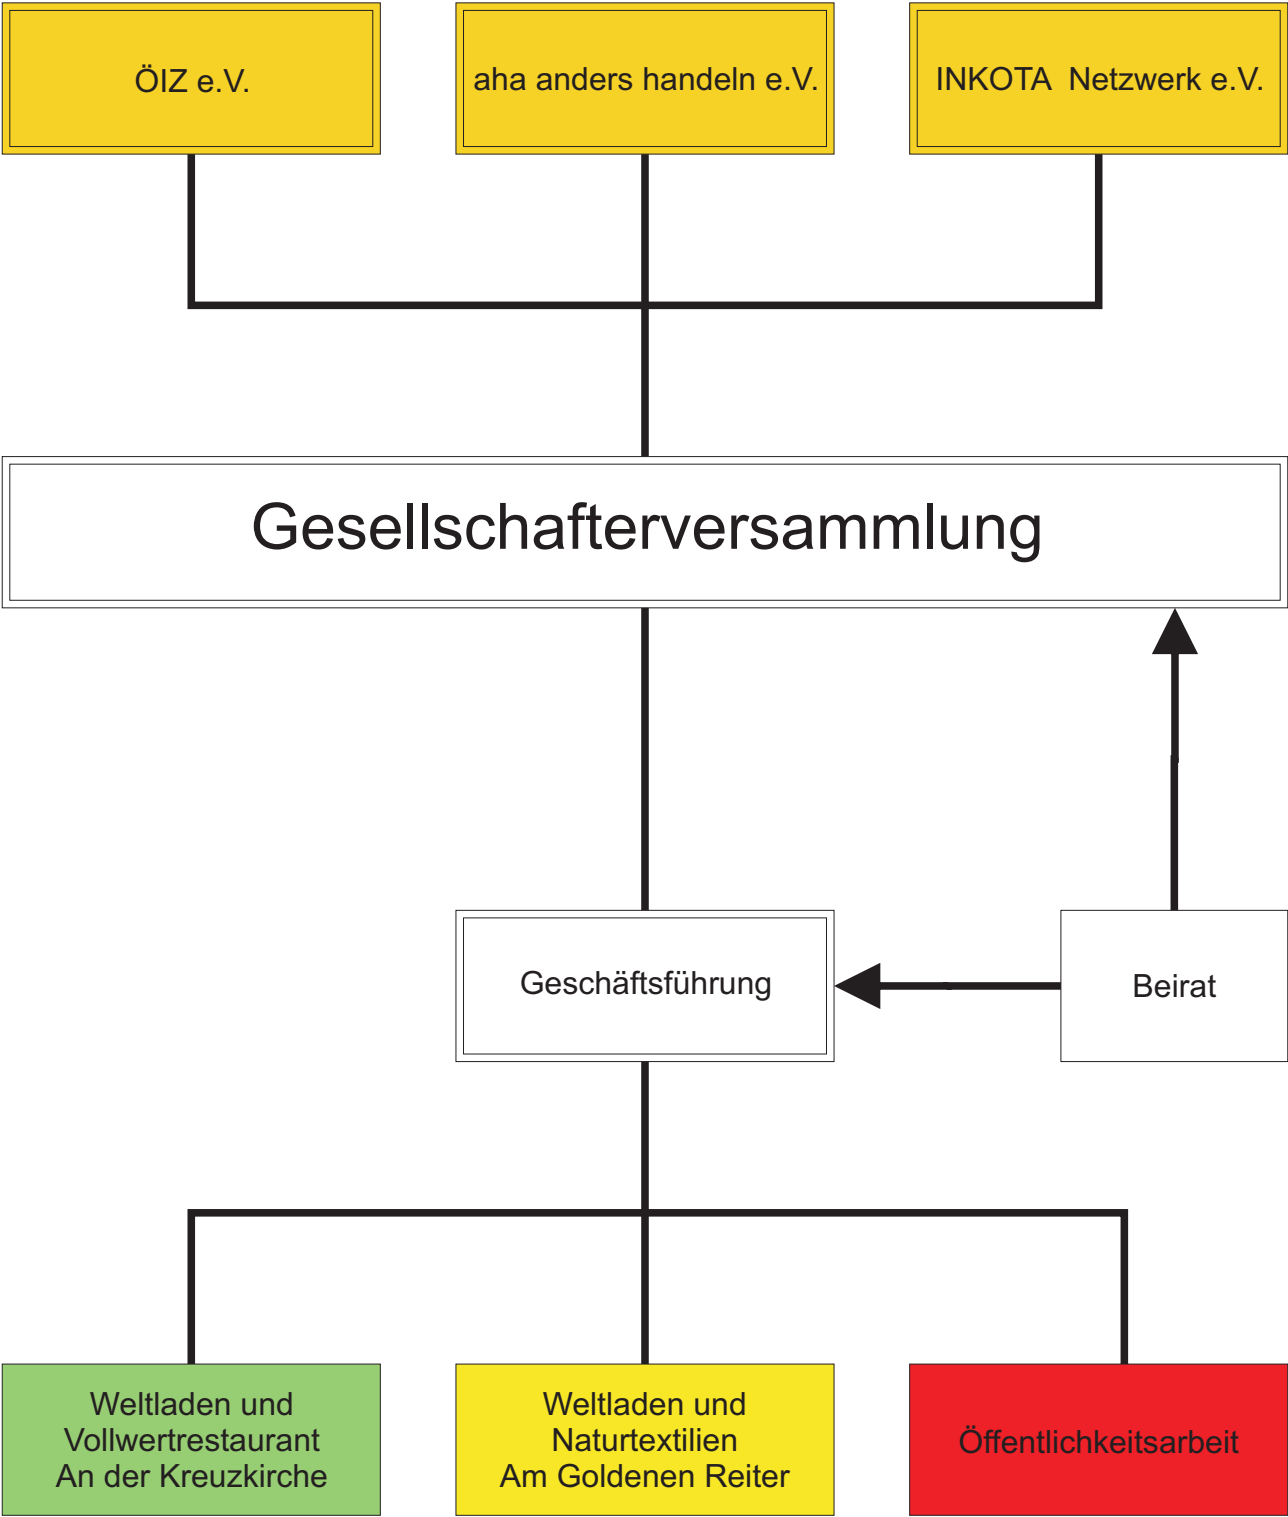 ÖIZ e.V.
aha anders handeln e.V.
INKOTA  Netzwerk e.V.
Gesellschafterversammlung
Geschäftsführung
Beirat
Weltladen und
Vollwertrestaurant
An der Kreuzkirche
Weltladen und
Naturtextilien
Am Goldenen Reiter
Öffentlichkeitsarbeit